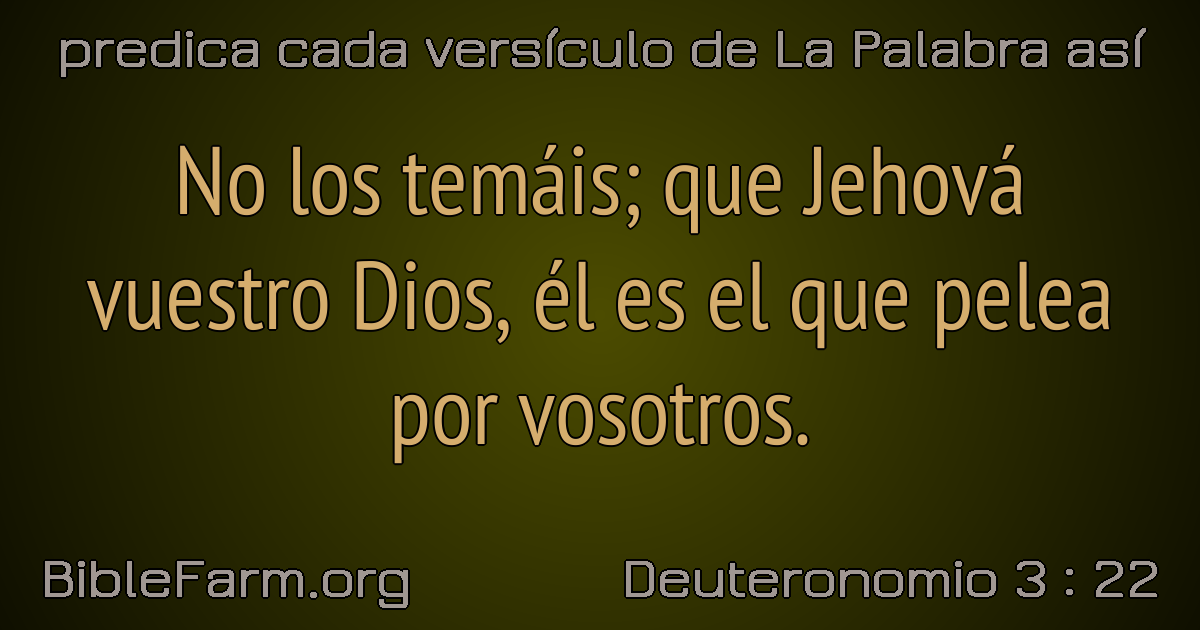 predica cada versículo de La Palabra así
No los temáis; que Jehová
vuestro Dios, él es el que pelea
por vosotros.
BibleFarm.org
Deuteronomio 3 : 22